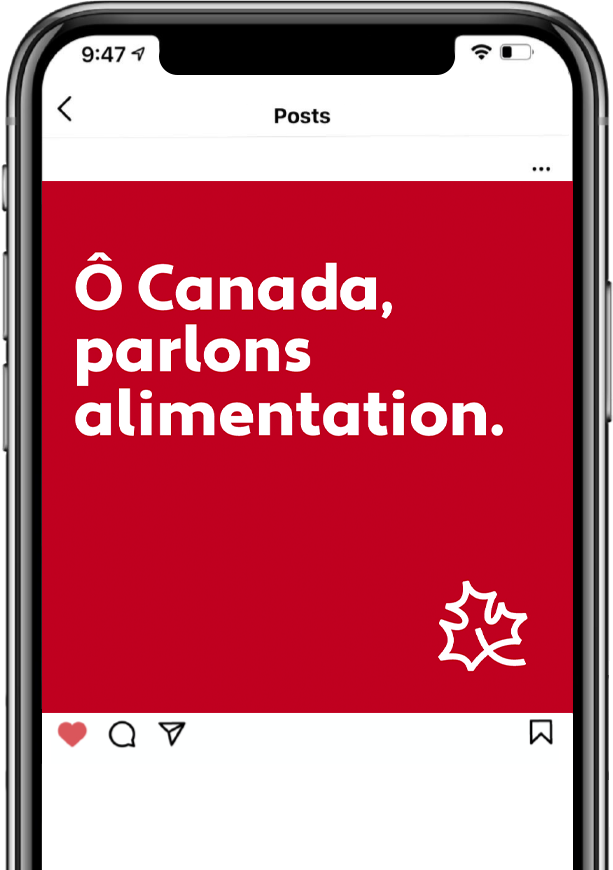 9:47
Posts
Ô Canada,
parlons
alimentation.